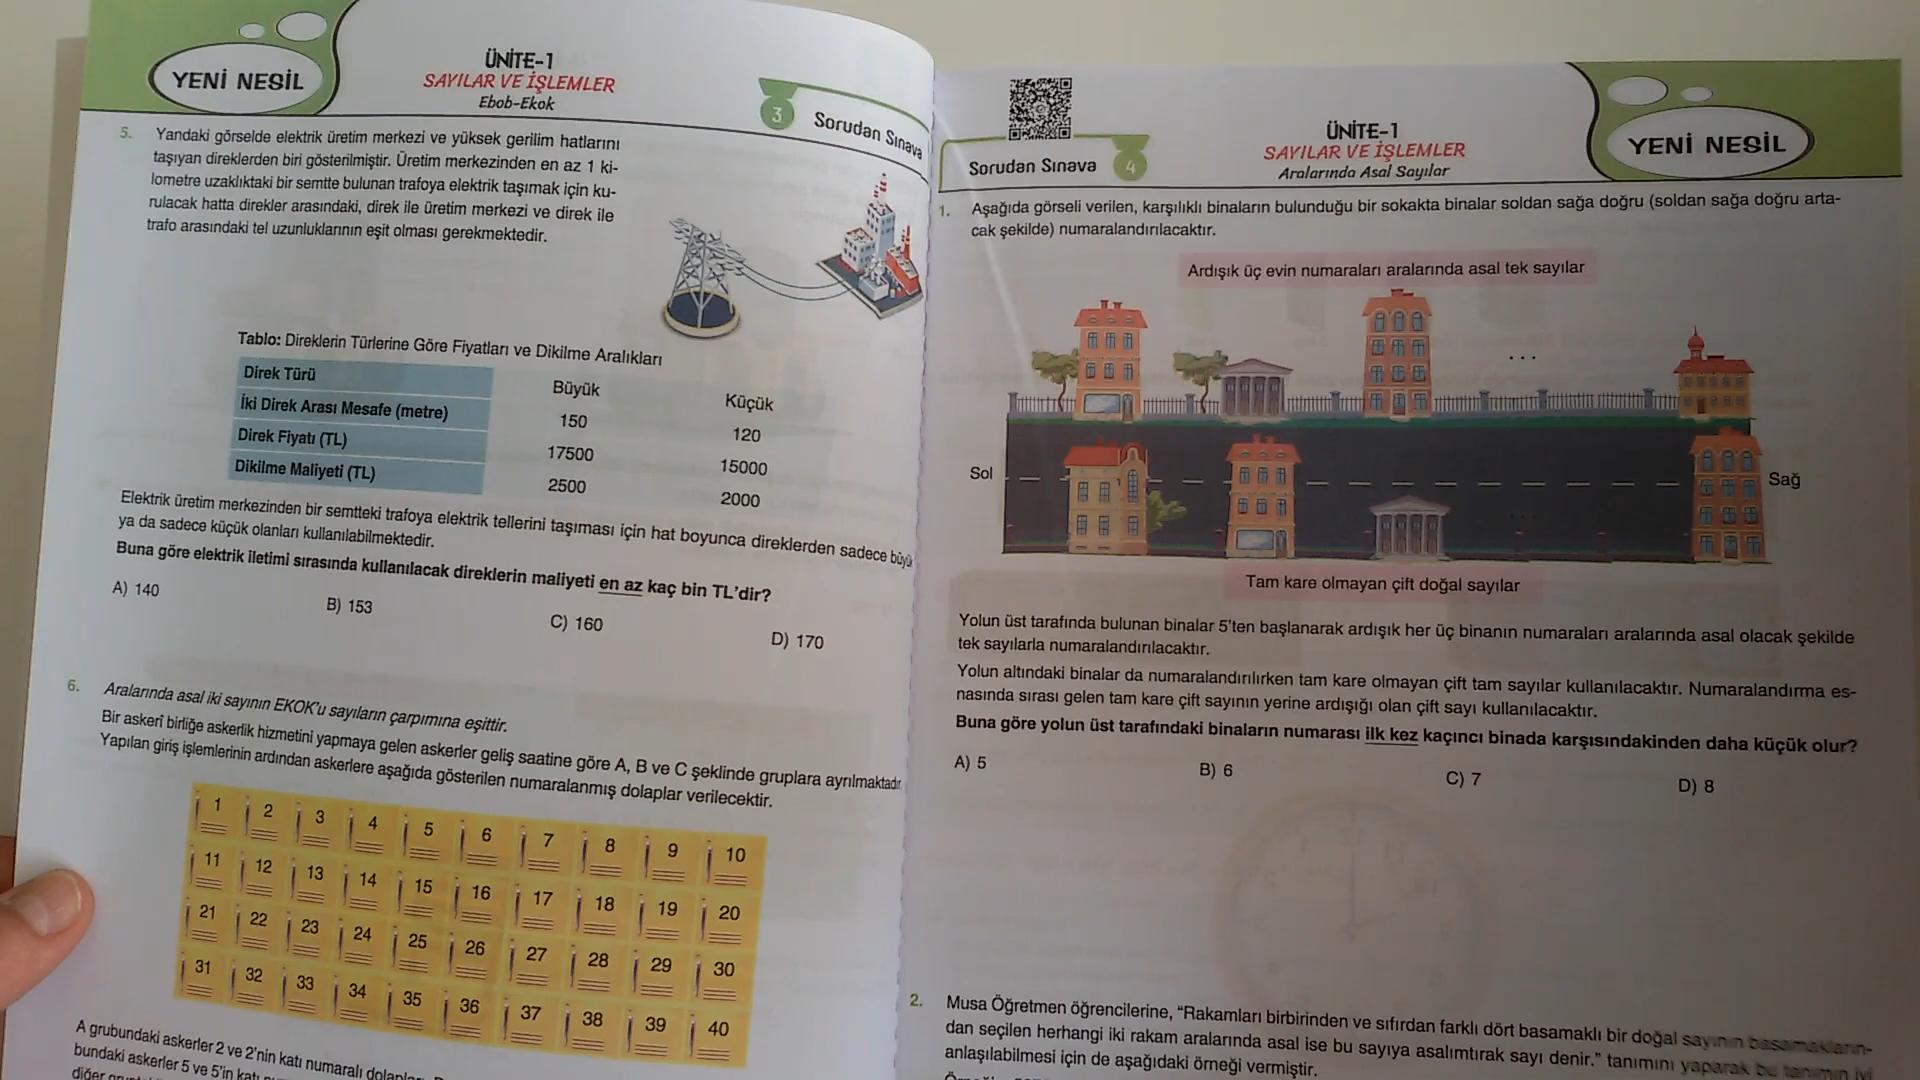 YENİ NESİL
ÜNİTE-1
SAYILAR VE İŞLEMLER
Ebob-Ekok
3
Sorudan Sınava
5. Yandaki görselde elektrik üretim merkezi ve yüksek gerilim hatlarını
taşıyan direklerden biri gösterilmiştir. Üretim merkezinden en az 1 ki-
lometre uzaklıktaki bir semtte bulunan trafoya elektrik taşımak için ku-
rulacak hatta direkler arasındaki, direk ile üretim merkezi ve direk ile
trafo arasındaki tel uzunluklarının eşit olması gerekmektedir.
Tablo: Direklerin Türlerine Göre Fiyatları ve Dikilme Aralıkları
Direk Türü Büyük Küçük
İki Direk Arası Mesafe (metre) 150 120
Direk Fiyatı (TL) 17500 15000
Dikilme Maliyeti (TL) 2500 2000
Elektrik üretim merkezinden bir semtteki trafoya elektrik tellerini taşıması için hat boyunca direklerden sadece büyük
ya da sadece küçük olanları kullanılabilmektedir.
Buna göre elektrik iletimi sırasında kullanılacak direklerin maliyeti en az kaç bin TL'dir?
A) 140 B) 153 C) 160 D) 170
6. Aralarında asal iki sayının EKOK'u sayıların çarpımına eşittir.
Bir askerî birliğe askerlik hizmetini yapmaya gelen askerler geliş saatine göre A, B ve C şeklinde gruplara ayrılmaktadır.
Yapılan giriş işlemlerinin ardından askerlere aşağıda gösterilen numaralanmış dolaplar verilecektir.
1 2 3 4 5 6 7 8 9 10
11 12 13 14 15 16 17 18 19 20
21 22 23 24 25 26 27 28 29 30
31 32 33 34 35 36 37 38 39 40
A grubundaki askerler 2 ve 2'nin katı numaralı
bundaki askerler 5 ve 5'in katı
diğer
Sorudan Sınava
4
ÜNİTE-1
SAYILAR VE İŞLEMLER
Aralarında Asal Sayılar
YENİ NESİL
1. Aşağıda görseli verilen, karşılıklı binaların bulunduğu bir sokakta binalar soldan sağa doğru (soldan sağa doğru arta-
cak şekilde) numaralandırılacaktır.
Ardışık üç evin numaraları aralarında asal tek sayılar
...
Sol
Sağ
...
Tam kare olmayan çift doğal sayılar
Yolun üst tarafında bulunan binalar 5'ten başlanarak ardışık her üç binanın numaraları aralarında asal olacak şekilde
tek sayılarla numaralandırılacaktır.
Yolun altındaki binalar da numaralandırılırken tam kare olmayan çift tam sayılar kullanılacaktır. Numaralandırma es-
nasında sırası gelen tam kare çift sayının yerine ardışığı olan çift sayı kullanılacaktır.
Buna göre yolun üst tarafındaki binaların numarası ilk kez kaçıncı binada karşısındakinden daha küçük olur?
A) 5 B) 6 C) 7 D) 8
2. Musa Öğretmen öğrencilerine, "Rakamları birbirinden ve sıfırdan farklı dört basamaklı bir doğal sayının basamakların-
dan seçilen herhangi iki rakam aralarında asal ise bu sayıya asalımtırak sayı denir." tanımını yaparak bu tanımın iyi
anlaşılabilmesi için de aşağıdaki örneği vermiştir.